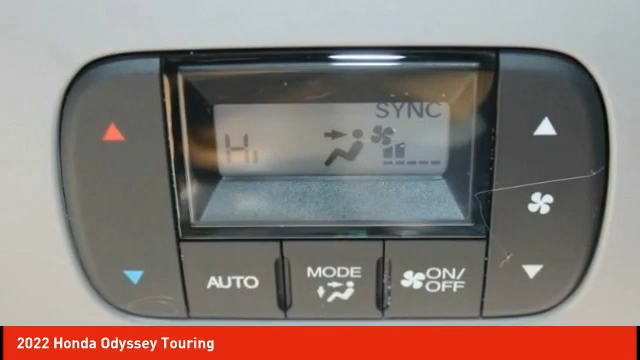 SYNC
Hi
AUTO
MODE
ON/
OFF
2022 Honda Odyssey Touring